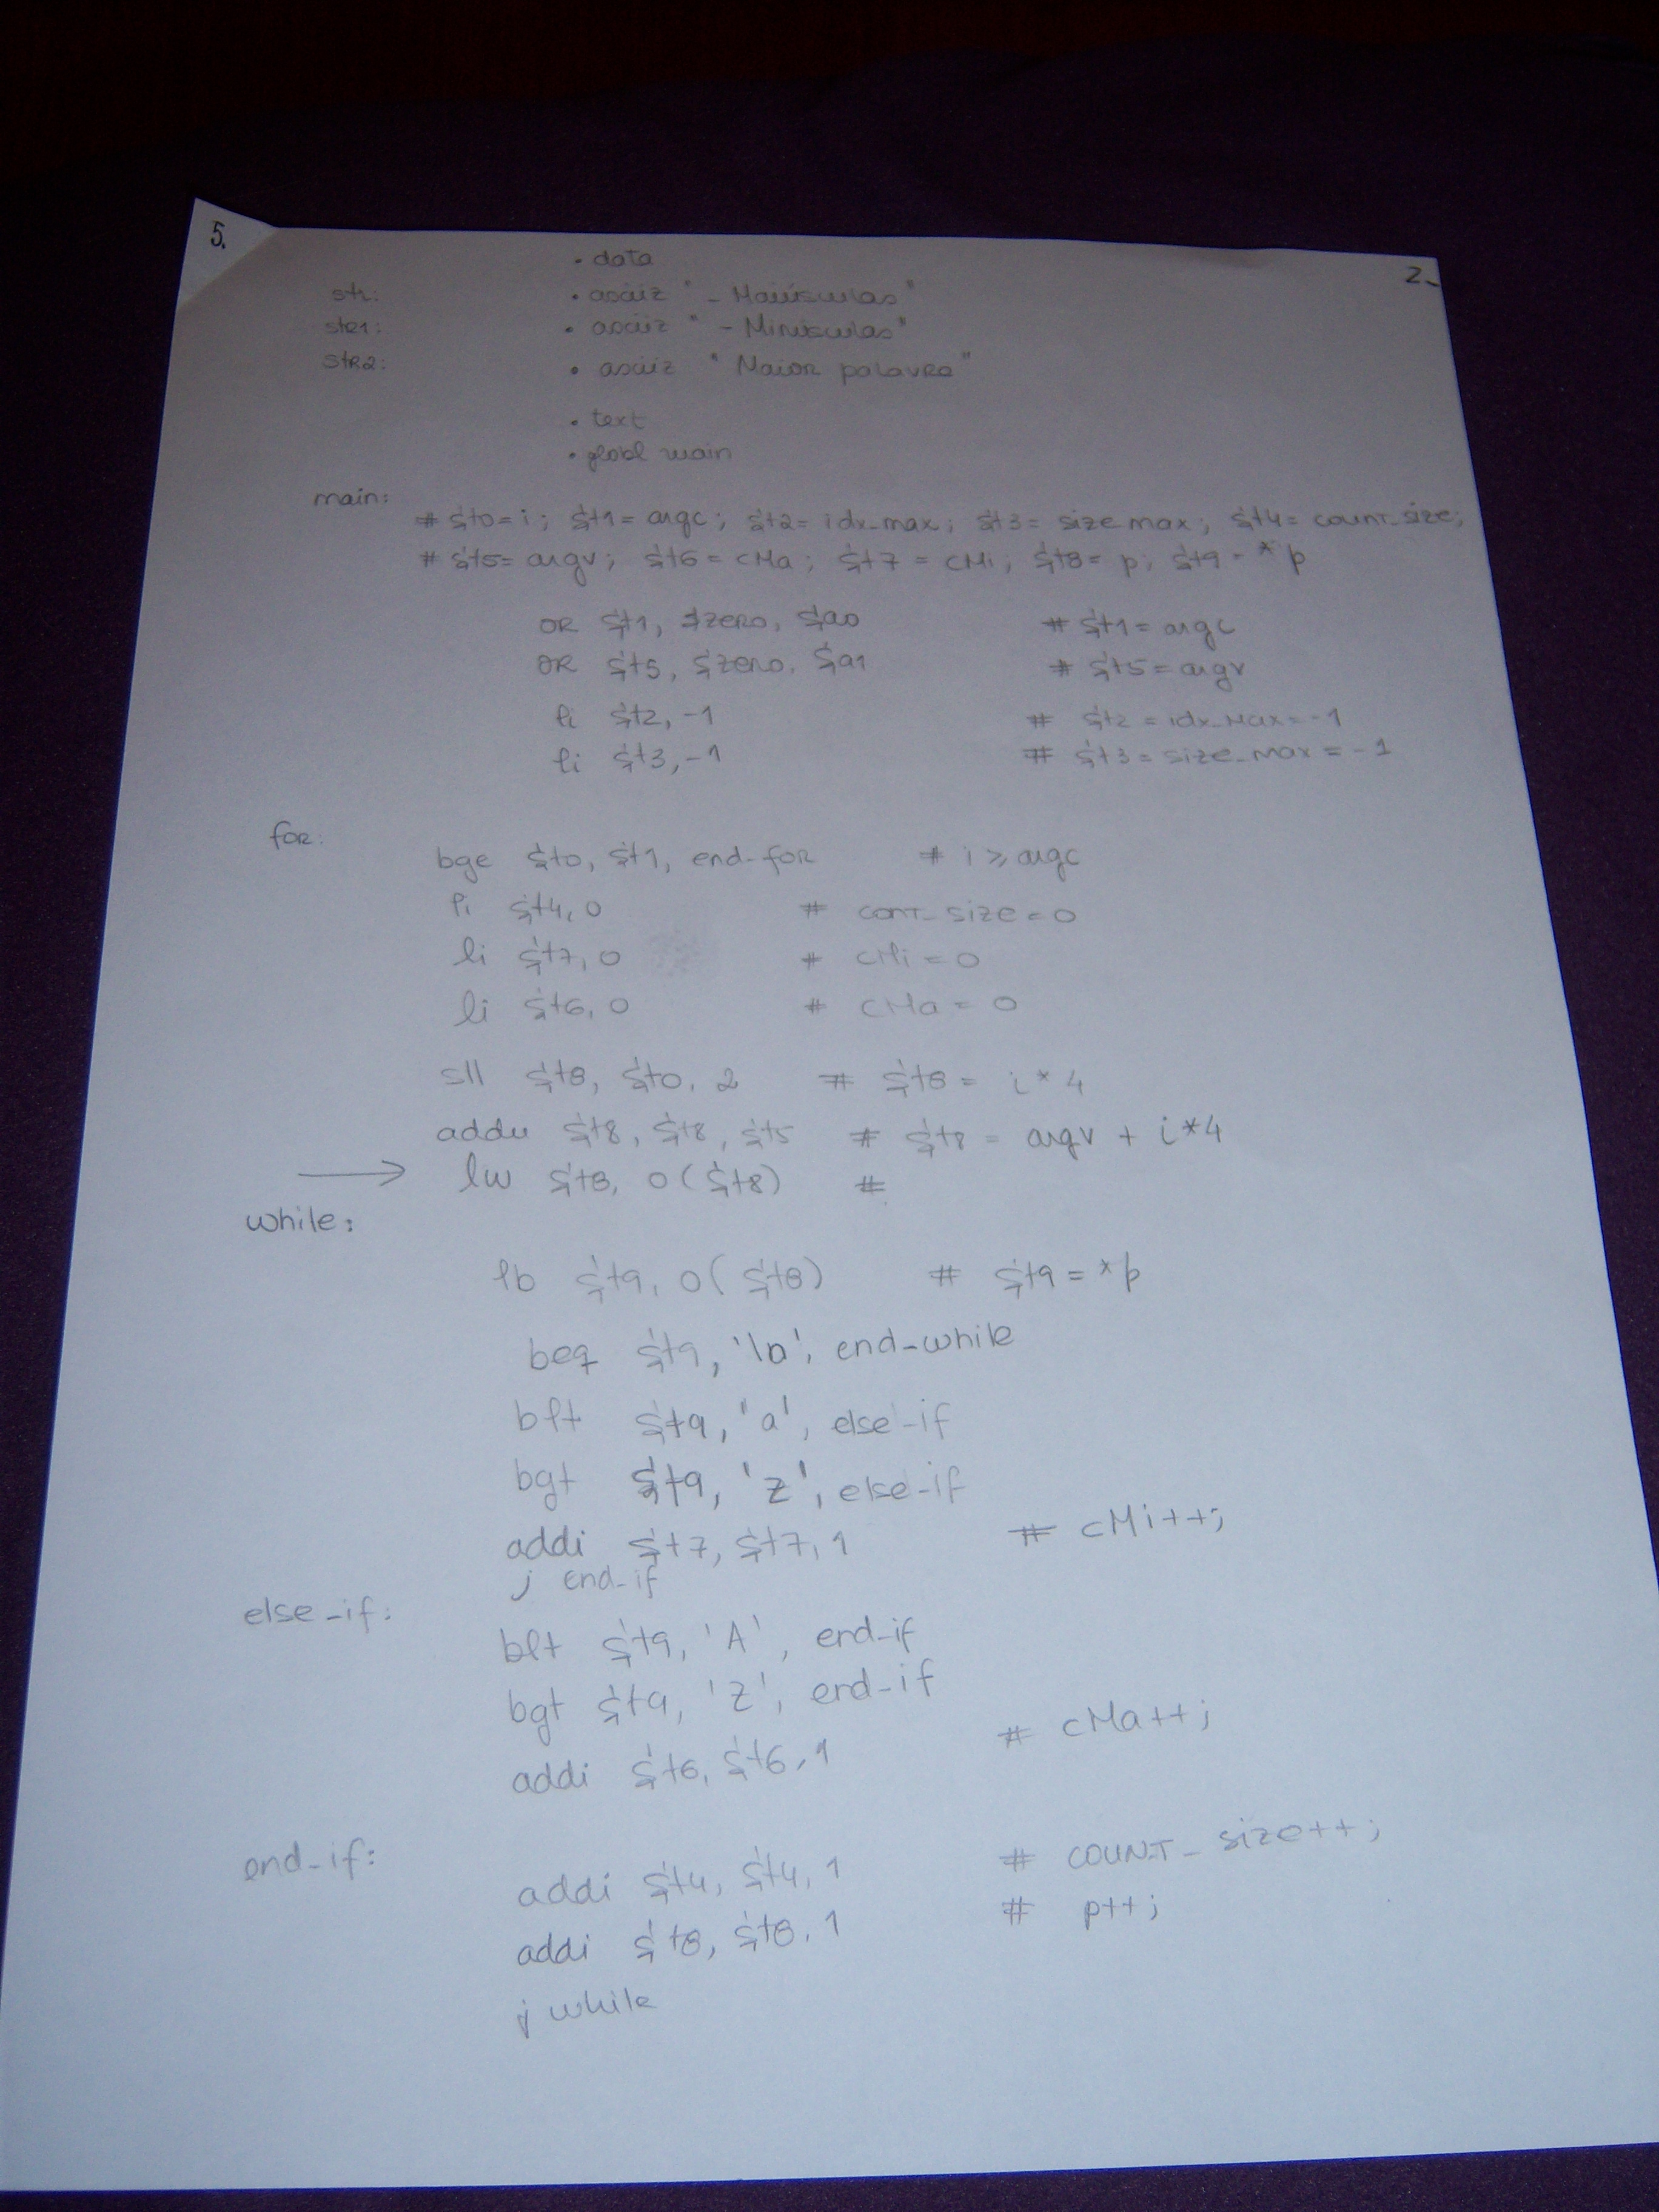 5.
2-
.data
str: .asciiz "- Maiúsculas"
str1: .asciiz "- Minúsculas"
str2: .asciiz "Maior palavra"
.text
.globl main
main:
# $t0=i; $t1=argc; $t2=idx_max; $t3=size_max; $t4=count_size;
# $t5=argv; $t6=cMa; $t7=cMi; $t8=p; $t9=*p
OR $t1, $zero, $a0 # $t1=argc
OR $t5, $zero, $a1 # $t5=argv
li $t2,-1 # $t2=idx_max=-1
li $t3,-1 # $t3=size_max=-1
for:
bge $t0, $t1, end-for # i ≥ argc
li $t4,0 # cont_size=0
li $t7,0 # cMi=0
li $t6,0 # cMa=0
sll $t8, $t0, 2 # $t8= i*4
addu $t8, $t8, $t5 # $t8= argv + i*4
→ lw $t8, 0($t8) #
while:
lb $t9, 0($t8) # $t9=*p
beq $t9, '\0', end-while
blt $t9, 'a', else-if
bgt $t9, 'z', else-if
addi $t7, $t7, 1 # cMi++;
j end-if
else-if:
blt $t9, 'A', end-if
bgt $t9, 'Z', end-if
addi $t6, $t6, 1 # cMa++;
end-if:
addi $t4, $t4, 1 # count_size++;
addi $t8, $t8, 1 # p++;
j while